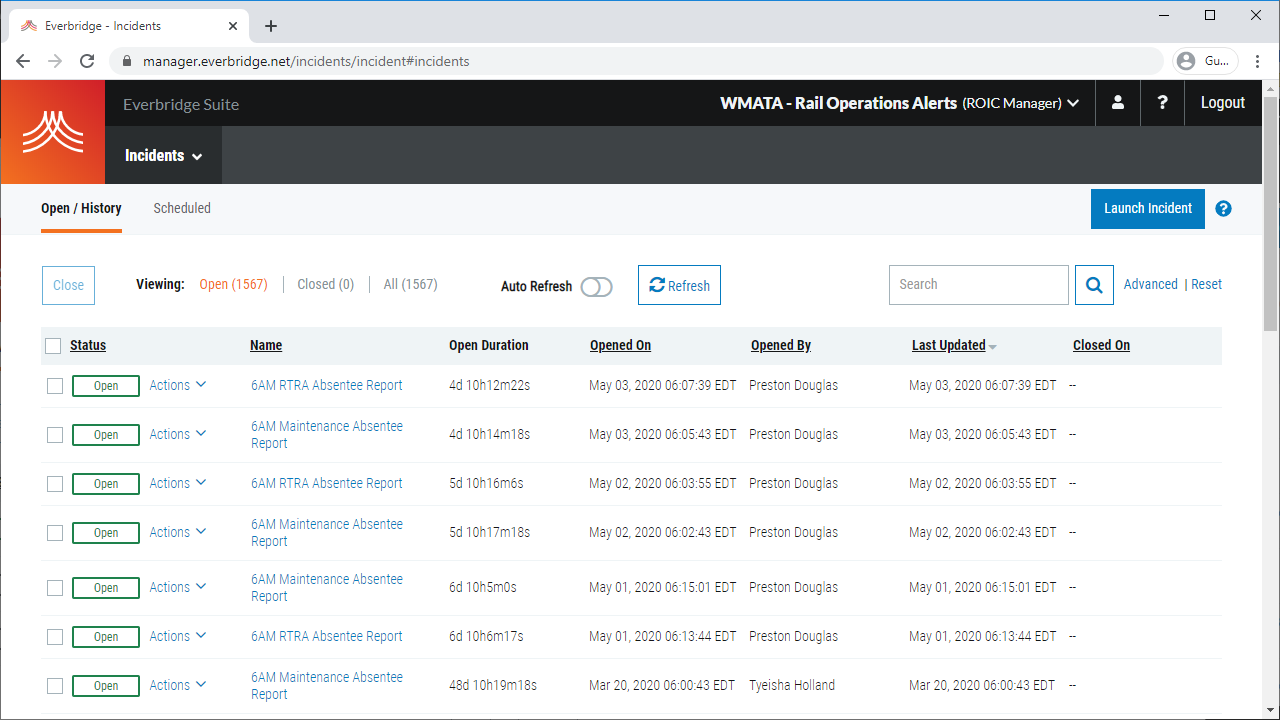 Everbridge - Incidents
manager.everbridge.net/incidents/incident#incidents
Gu...
Everbridge Suite
WMATA - Rail Operations Alerts (ROIC Manager)
?
Logout
Incidents
Open / History
Scheduled
Launch Incident
?
Close
Viewing:
Open (1567)
Closed (0)
All (1567)
Auto Refresh
Refresh
Search
Advanced | Reset
Status Name Open Duration Opened On Opened By Last Updated Closed On
Open Actions 6AM RTRA Absentee Report 4d 10h12m22s May 03, 2020 06:07:39 EDT Preston Douglas May 03, 2020 06:07:39 EDT --
Open Actions 6AM Maintenance Absentee
Report 4d 10h14m18s May 03, 2020 06:05:43 EDT Preston Douglas May 03, 2020 06:05:43 EDT --
Open Actions 6AM RTRA Absentee Report 5d 10h16m6s May 02, 2020 06:03:55 EDT Preston Douglas May 02, 2020 06:03:55 EDT --
Open Actions 6AM Maintenance Absentee
Report 5d 10h17m18s May 02, 2020 06:02:43 EDT Preston Douglas May 02, 2020 06:02:43 EDT --
Open Actions 6AM Maintenance Absentee
Report 6d 10h5m0s May 01, 2020 06:15:01 EDT Preston Douglas May 01, 2020 06:15:01 EDT --
Open Actions 6AM RTRA Absentee Report 6d 10h6m17s May 01, 2020 06:13:44 EDT Preston Douglas May 01, 2020 06:13:44 EDT --
Open Actions 6AM Maintenance Absentee
Report 48d 10h19m18s Mar 20, 2020 06:00:43 EDT Tyeisha Holland Mar 20, 2020 06:00:43 EDT --